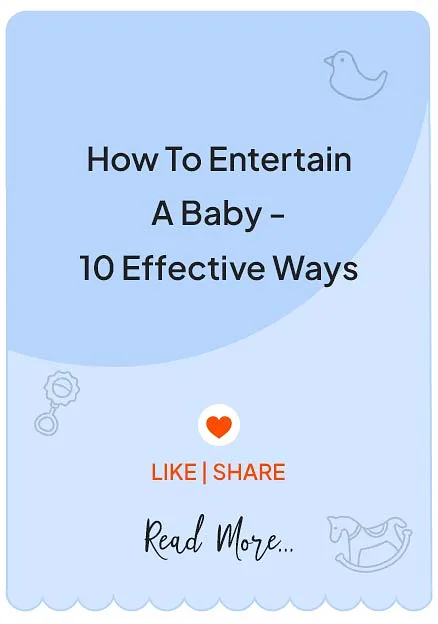 How To Entertain
A Baby –
10 Effective Ways
LIKE | SHARE
Read More...